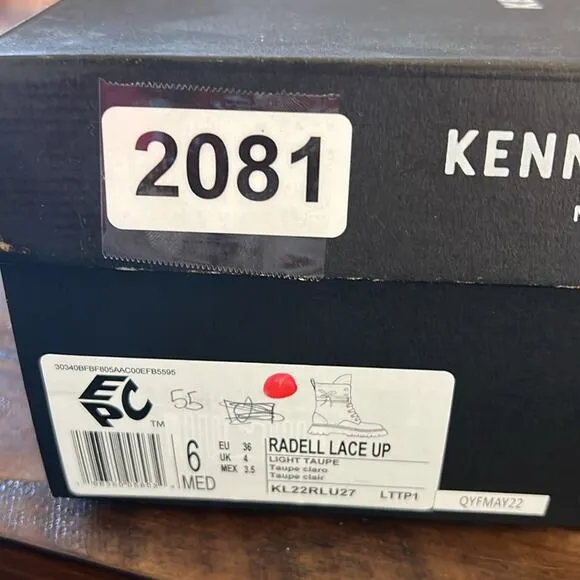 2081
KENN
30340BFBF805AAC00EFB5595
EPC TM
55
6
MED
EU 36
UK 4
MEX 3.5
RADELL LACE UP
LIGHT TAUPE
Taupe claro
Taupe clair
KL22RLU27 LTTP1
QYFMAY22